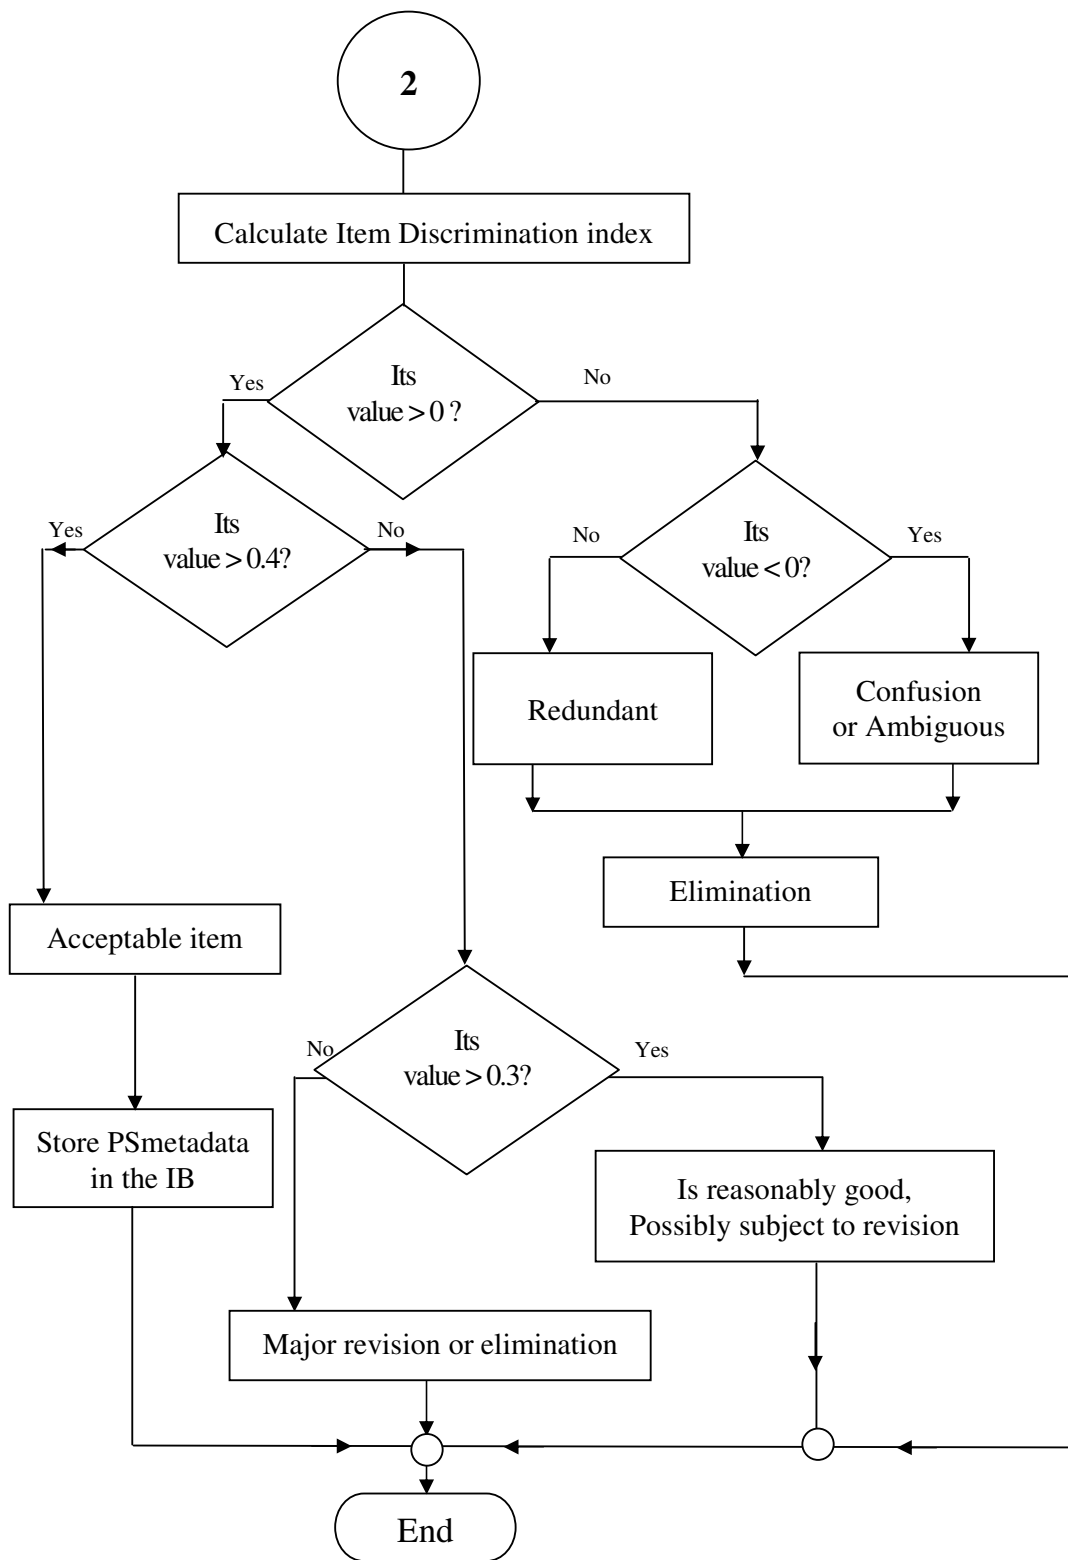 2
Calculate Item Discrimination index
Its
value > 0 ?
Yes
No
Its
value > 0.4?
Yes
No
Its
value < 0?
No
Yes
Redundant
Confusion
or Ambiguous
Elimination
Acceptable item
Its
value > 0.3?
No
Yes
Store PSmetadata
in the IB
Is reasonably good,
Possibly subject to revision
Major revision or elimination
End